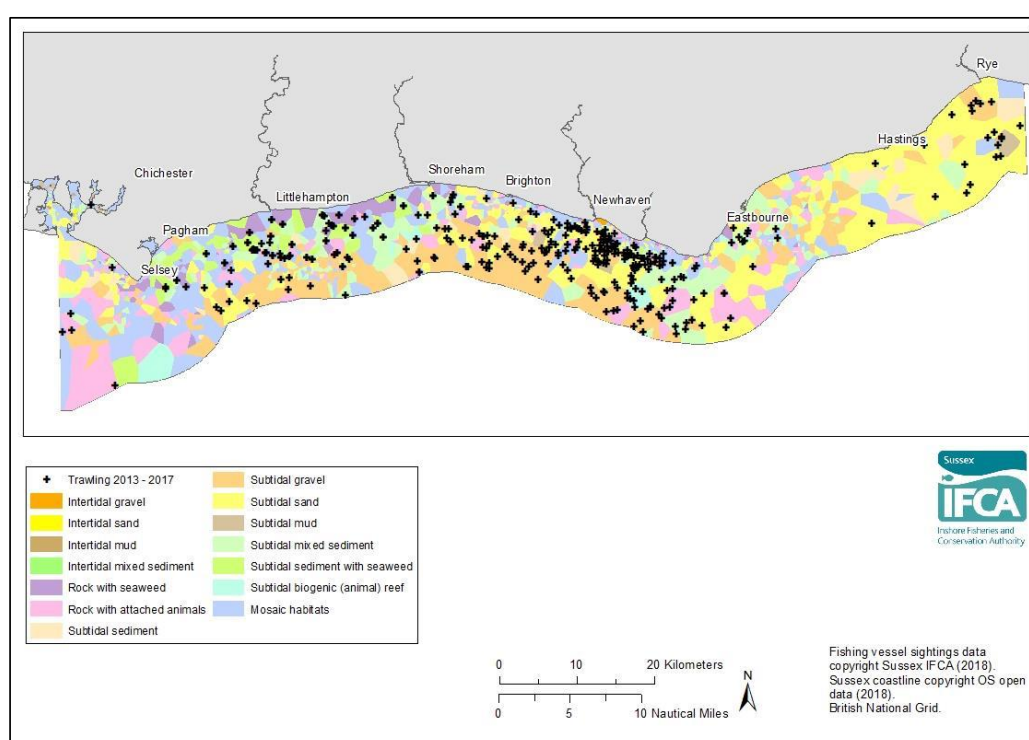 Rye
Hastings
Chichester
Shoreham
Brighton
Littlehampton
Newhaven
Pagham
Eastbourne
Selsey
Trawling 2013 - 2017
Intertidal gravel
Intertidal sand
Intertidal mud
Intertidal mixed sediment
Rock with seaweed
Rock with attached animals
Subtidal sediment
Subtidal gravel
Subtidal sand
Subtidal mud
Subtidal mixed sediment
Subtidal sediment with seaweed
Subtidal biogenic (animal) reef
Mosaic habitats
Sussex
IFCA
Inshore Fisheries and
Conservation Authority
0 10 20 Kilometers
0 5 10 Nautical Miles
N
Fishing vessel sightings data
copyright Sussex IFCA (2018).
Sussex coastline copyright OS open
data (2018).
British National Grid.